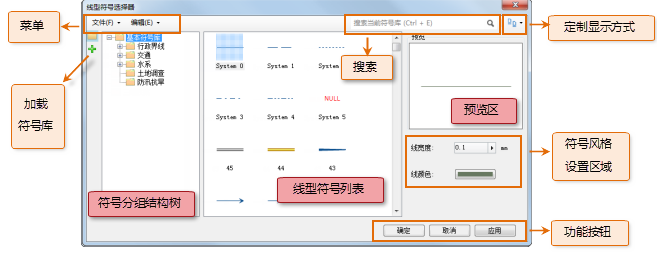 线型符号选择器
菜单
文件(F)
编辑(E)
搜索当前符号库 (Ctrl + E)
定制显示方式
基本符号库
行政界线
交通
水系
土地调查
防汛抗旱
加载
符号库
System 0
System 1
搜索
预览
预览区
NULL
System 3
System 4
System 5
45
44
43
线宽度:
0.1
mm
线颜色:
符号风格
设置区域
符号分组结构树
线型符号列表
确定
取消
应用
功能按钮